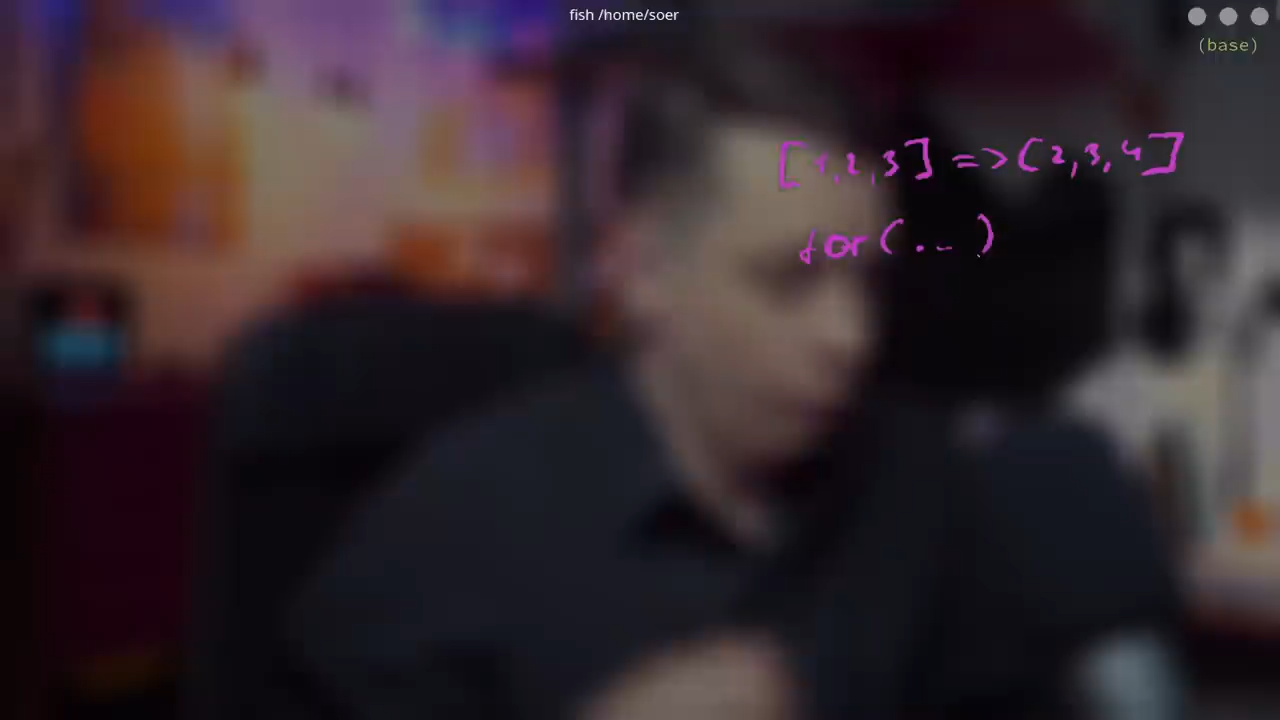 fish /home/soer
(base)
[1,2,3] => [2,3,4]
for (.. )